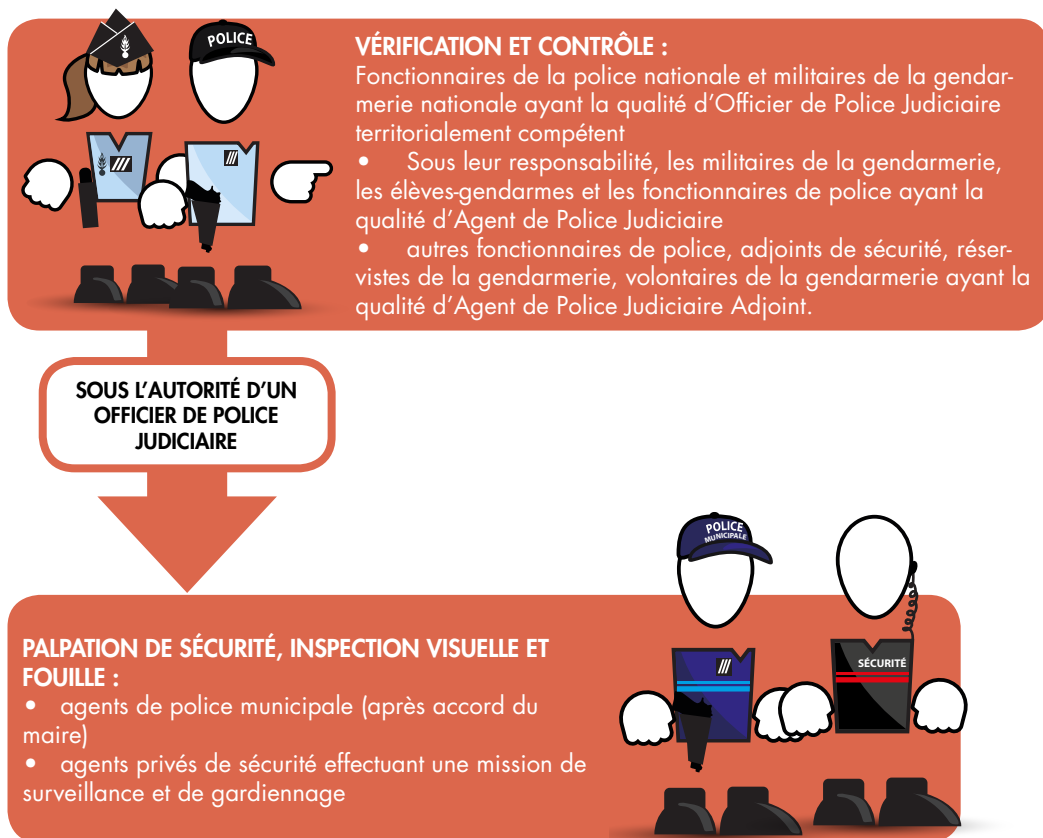 POLICE
VÉRIFICATION ET CONTRÔLE :
Fonctionnaires de la police nationale et militaires de la gendar-
merie nationale ayant la qualité d'Officier de Police Judiciaire
territorialement compétent
• Sous leur responsabilité, les militaires de la gendarmerie,
les élèves-gendarmes et les fonctionnaires de police ayant la
qualité d'Agent de Police Judiciaire
• autres fonctionnaires de police, adjoints de sécurité, réser-
vistes de la gendarmerie, volontaires de la gendarmerie ayant la
qualité d'Agent de Police Judiciaire Adjoint.
SOUS L'AUTORITÉ D'UN
OFFICIER DE POLICE
JUDICIAIRE
POLICE
MUNICIPALE
SÉCURITÉ
PALPATION DE SÉCURITÉ, INSPECTION VISUELLE ET
FOUILLE :
• agents de police municipale (après accord du
maire)
• agents privés de sécurité effectuant une mission de
surveillance et de gardiennage